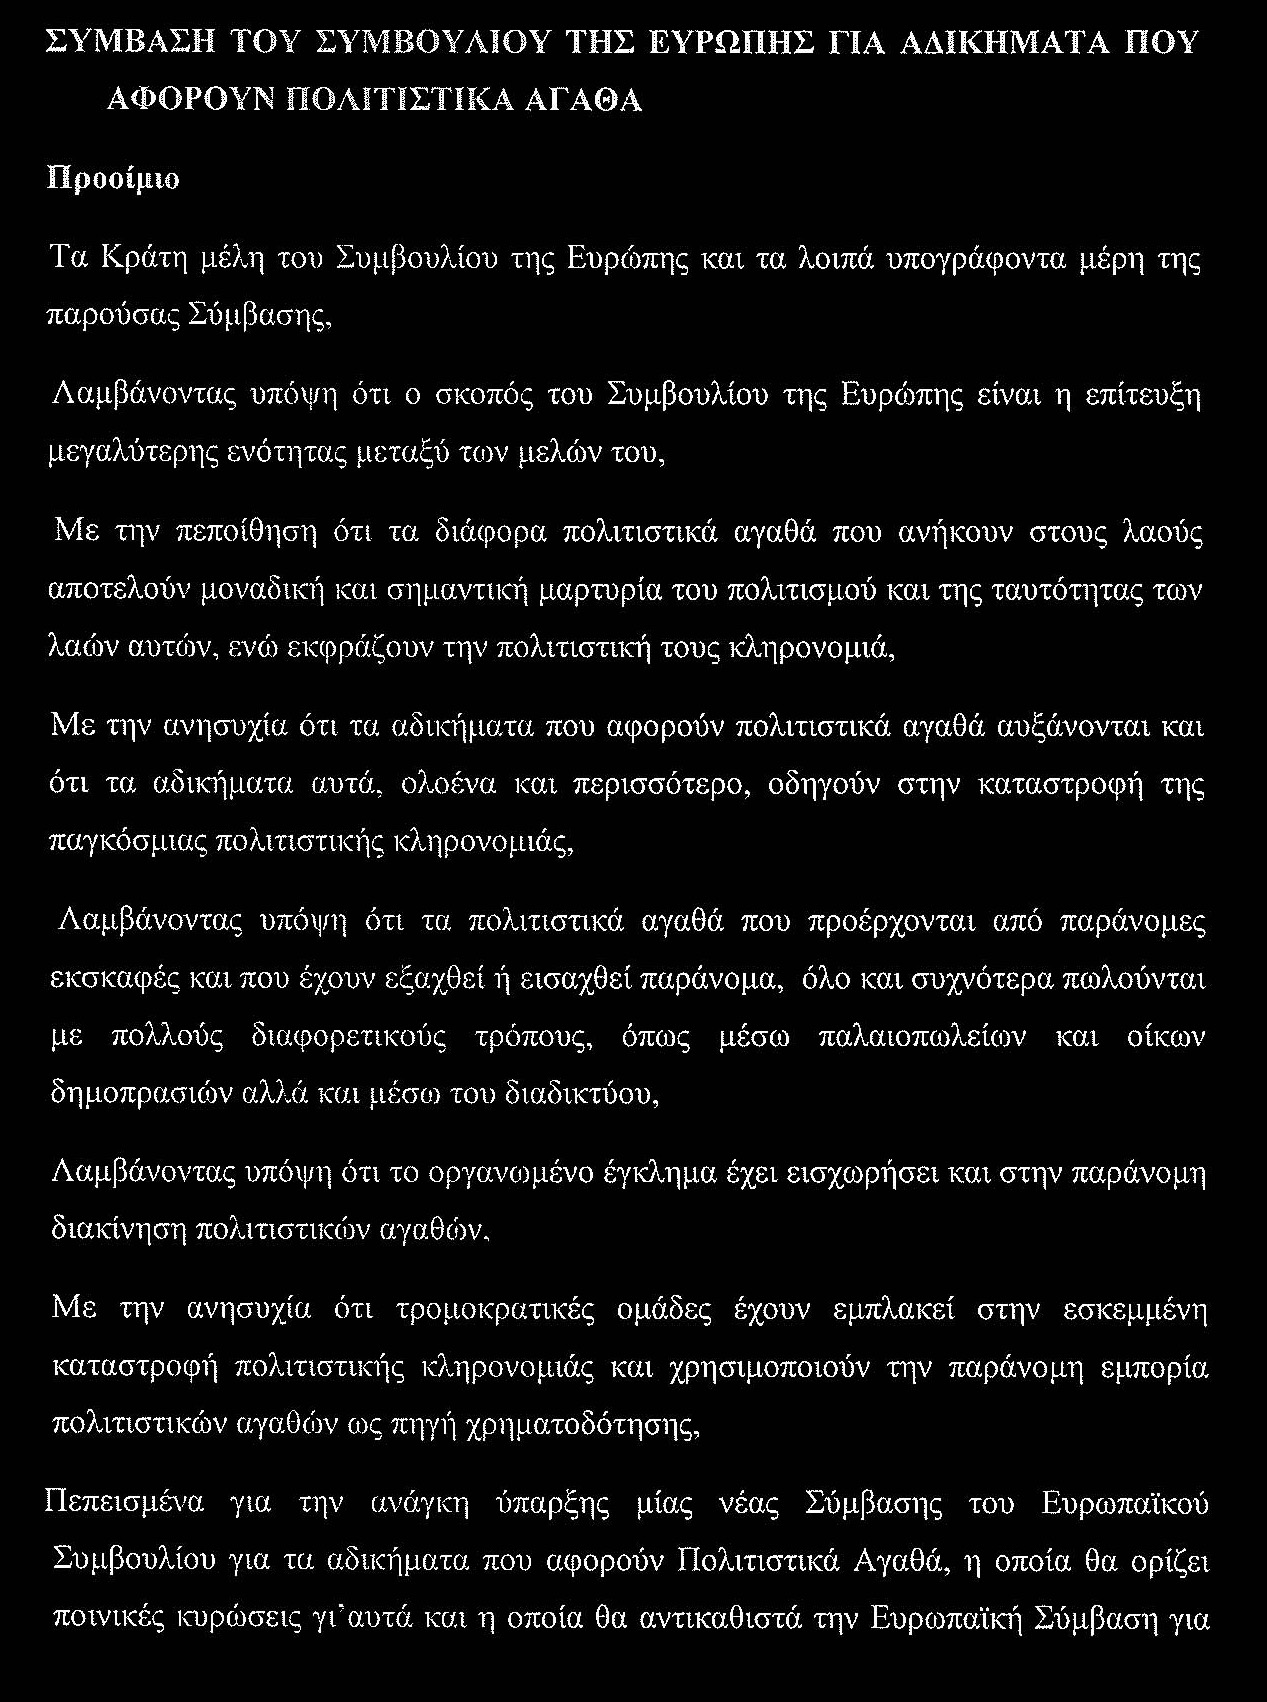 ΣΥΜΒΑΣΗ ΤΟΥ ΣΥΜΒΟΥΛΙΟΥ ΤΗΣ ΕΥΡΩΠΗΣ ΓΙΑ ΑΔΙΚΗΜΑΤΑ ΠΟΥ
ΑΦΟΡΟΥΝ ΠΟΛΙΤΙΣΤΙΚΑ ΑΓΑΘΑ
Προοίμιο
Τα Κράτη μέλη του Συμβουλίου της Ευρώπης και τα λοιπά υπογράφοντα μέρη της
παρούσας Σύμβασης,
Λαμβάνοντας υπόψη ότι ο σκοπός του Συμβουλίου της Ευρώπης είναι η επίτευξη
μεγαλύτερης ενότητας μεταξύ των μελών του,
Με την πεποίθηση ότι τα διάφορα πολιτιστικά αγαθά που ανήκουν στους λαούς
αποτελούν μοναδική και σημαντική μαρτυρία του πολιτισμού και της ταυτότητας των
λαών αυτών, ενώ εκφράζουν την πολιτιστική τους κληρονομιά,
Με την ανησυχία ότι τα αδικήματα που αφορούν πολιτιστικά αγαθά αυξάνονται και
ότι τα αδικήματα αυτά, ολοένα και περισσότερο, οδηγούν στην καταστροφή της
παγκόσμιας πολιτιστικής κληρονομιάς,
Λαμβάνοντας υπόψη ότι τα πολιτιστικά αγαθά που προέρχονται από παράνομες
εκσκαφές και που έχουν εξαχθεί ή εισαχθεί παράνομα, όλο και συχνότερα πωλούνται
με πολλούς διαφορετικούς τρόπους, όπως μέσω παλαιοπωλείων και οίκων
δημοπρασιών αλλά και μέσω του διαδικτύου,
Λαμβάνοντας υπόψη ότι το οργανωμένο έγκλημα έχει εισχωρήσει και στην παράνομη
διακίνηση πολιτιστικών αγαθών,
Με την ανησυχία ότι τρομοκρατικές ομάδες έχουν εμπλακεί στην εσκεμμένη
καταστροφή πολιτιστικής κληρονομιάς και χρησιμοποιούν την παράνομη εμπορία
πολιτιστικών αγαθών ως πηγή χρηματοδότησης,
Πεπεισμένα για την ανάγκη ύπαρξης μίας νέας Σύμβασης του Ευρωπαϊκού
Συμβουλίου για τα αδικήματα που αφορούν Πολιτιστικά Αγαθά, η οποία θα ορίζει
ποινικές κυρώσεις γι'αυτά και η οποία θα αντικαθιστά την Ευρωπαϊκή Σύμβαση για